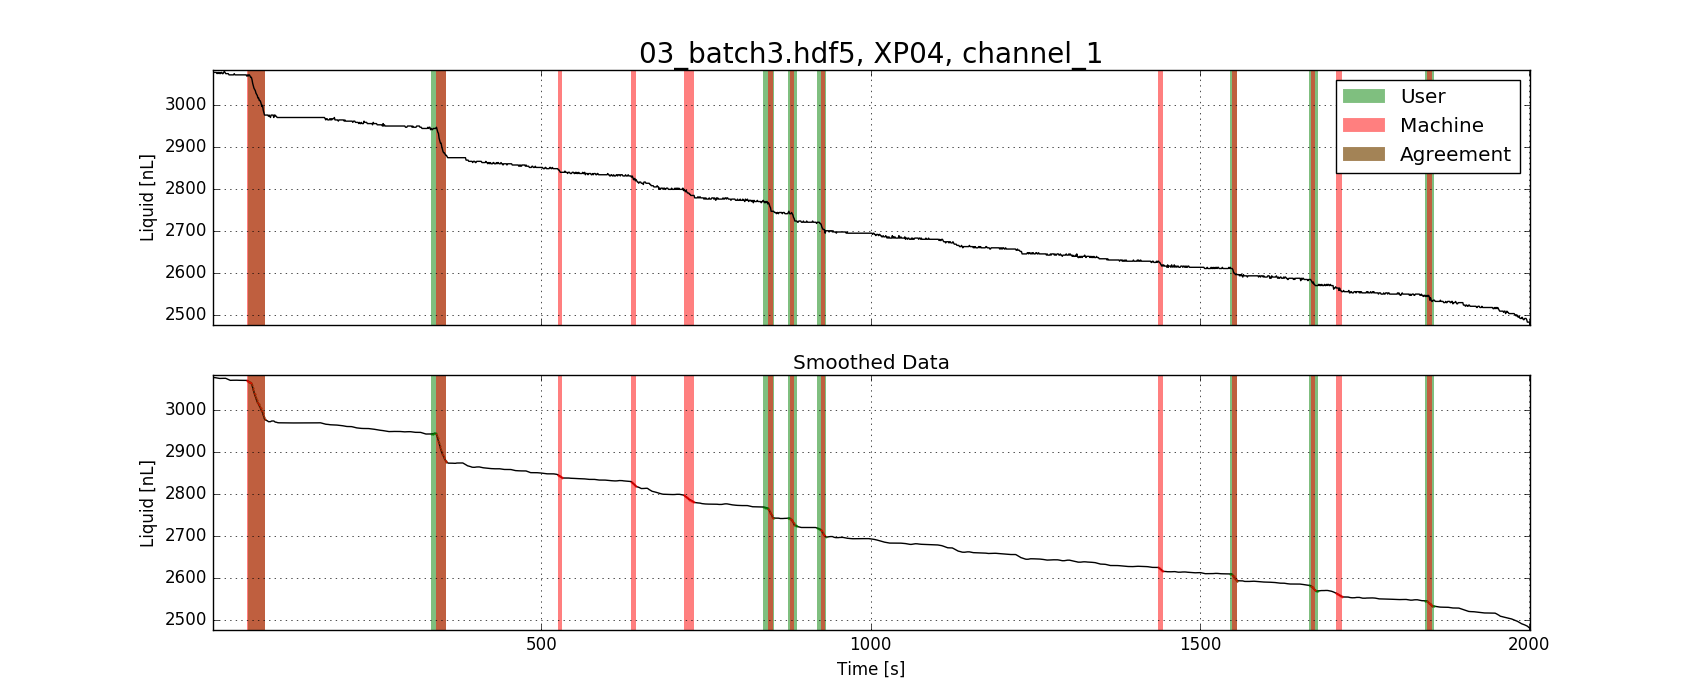 03_batch3.hdf5, XP04, channel_1
3000
2900
2800
2700
2600
2500
Liquid [nL]
User
Machine
Agreement
Smoothed Data
3000
2900
2800
2700
2600
2500
Liquid [nL]
500
1000
1500
2000
Time [s]